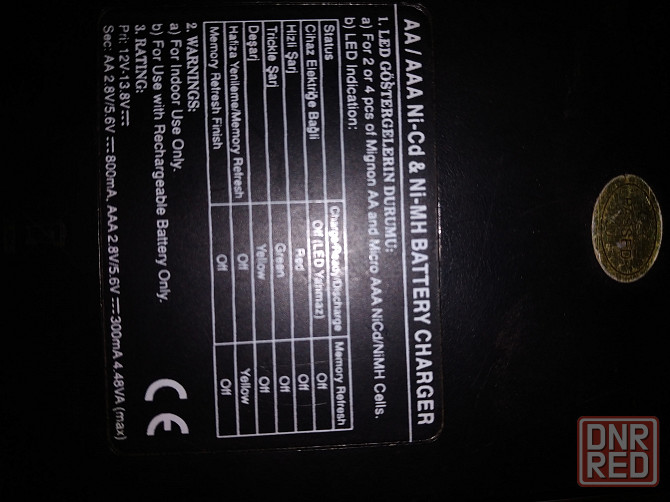 AA / AAA Ni-Cd & Ni-MH BATTERY CHARGER
1. LED GÖSTERGELERIN DURUMU:
a) For 2 or 4 pcs of Mignon AA and Micro AAA NiCd/NiMH Cells.
b) LED Indication:
Status Charge/Ready/Discharge Memory Refresh
Cihaz Elektriğe Bağlı Off (LED Yanmaz) Off
Hizli Şarj Red Off
Trickle Şarj Green Off
Deşarj Yellow Off
Hafiza Yenileme/Memory Refresh Off Yellow
Memory Refresh Finish Off Off
2. WARNINGS:
a) For Indoor Use Only.
b) For Use with Rechargeable Battery Only.
3. RATING:
Pri: 12V-13.8V
Sec: AA 2.8V/5.6V 800mA, AAA 2.8V/5.6V 300mA 4.48VA (max)
CE
DNR
RED